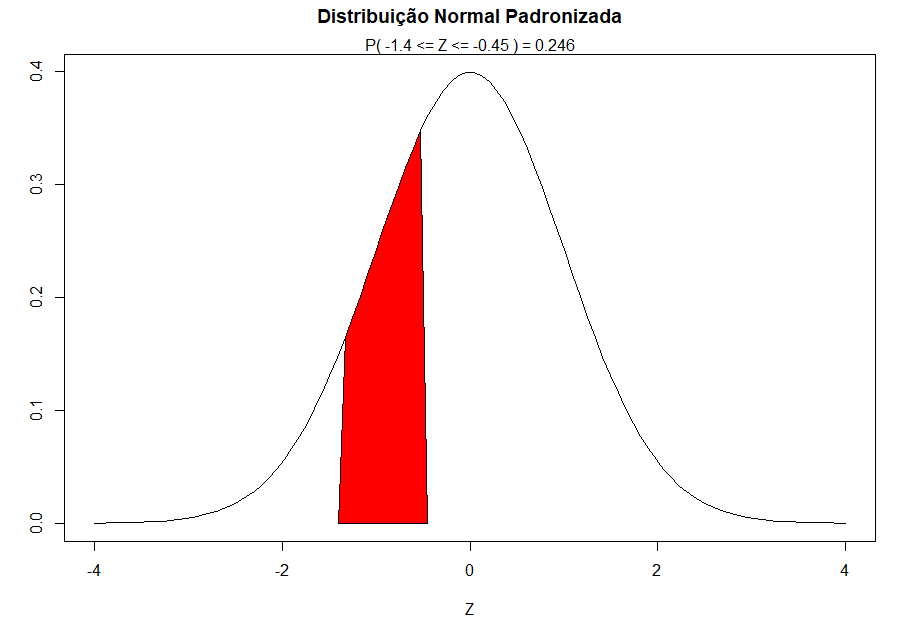 Distribuição Normal Padronizada
P( -1.4 <= Z <= -0.45 ) = 0.246
0.4
0.3
0.2
0.1
0.0
-4 -2 0 2 4
Z